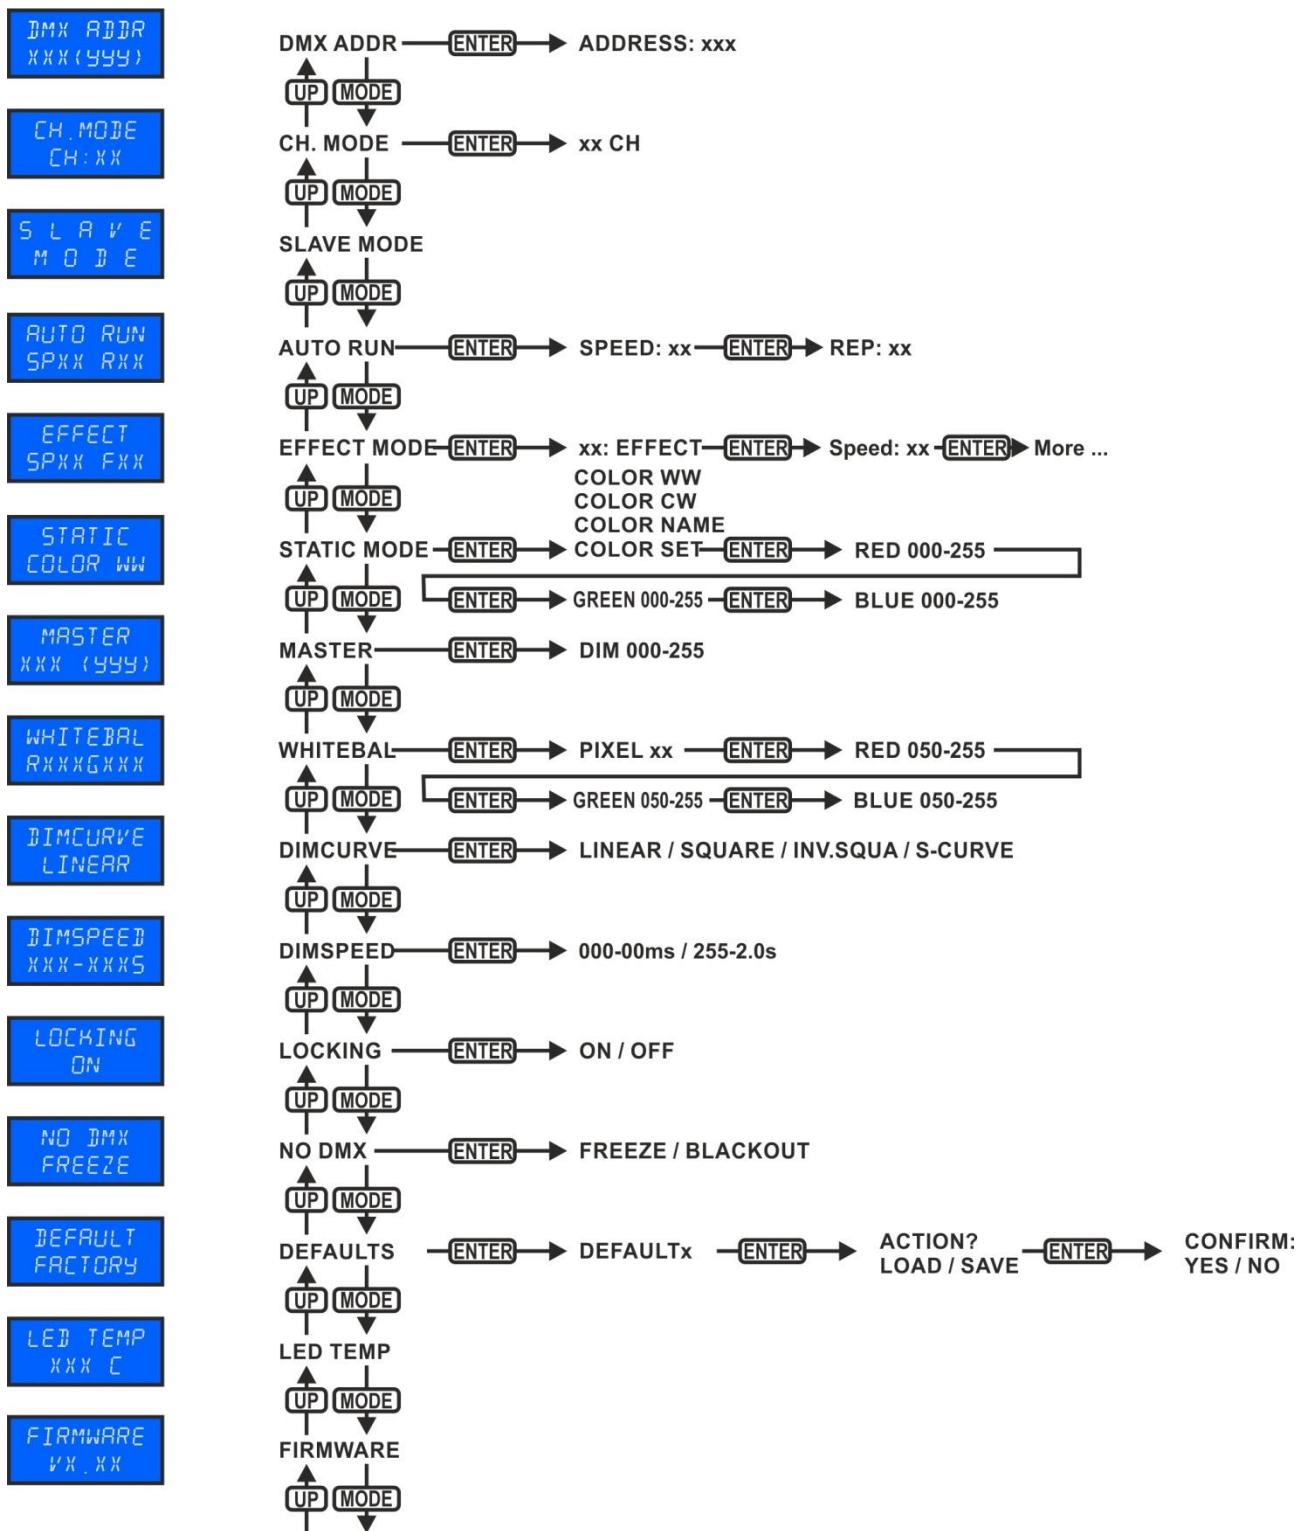 DMX ADDR
XXX(YYY)
DMX ADDR ENTER ADDRESS: xxx
UP MODE
CH.MODE
CH:XX
CH. MODE ENTER xx CH
UP MODE
SLAVE
MODE
SLAVE MODE
UP MODE
AUTO RUN
SPXX RXX
AUTO RUN ENTER SPEED: xx ENTER REP: xx
UP MODE
EFFECT
SPXX FXX
EFFECT MODE ENTER xx: EFFECT ENTER Speed: xx ENTER More ...
UP MODE
COLOR WW
COLOR CW
COLOR NAME
STATIC
COLOR WW
STATIC MODE ENTER COLOR SET ENTER RED 000-255
UP MODE ENTER GREEN 000-255 ENTER BLUE 000-255
MASTER
XXX (YYY)
MASTER ENTER DIM 000-255
UP MODE
WHITEBAL
RXXXGXXX
WHITEBAL ENTER PIXEL xx ENTER RED 050-255
UP MODE ENTER GREEN 050-255 ENTER BLUE 050-255
DIMCURVE
LINEAR
DIMCURVE ENTER LINEAR / SQUARE / INV.SQUA / S-CURVE
UP MODE
DIMSPEED
XXX-XXXS
DIMSPEED ENTER 000-00ms / 255-2.0s
UP MODE
LOCKING
ON
LOCKING ENTER ON / OFF
UP MODE
NO DMX
FREEZE
NO DMX ENTER FREEZE / BLACKOUT
UP MODE
DEFAULT
FACTORY
DEFAULTS ENTER DEFAULTx ENTER ACTION? LOAD / SAVE ENTER CONFIRM: YES / NO
UP MODE
LED TEMP
XXX C
LED TEMP
UP MODE
FIRMWARE
VX.XX
FIRMWARE
UP MODE